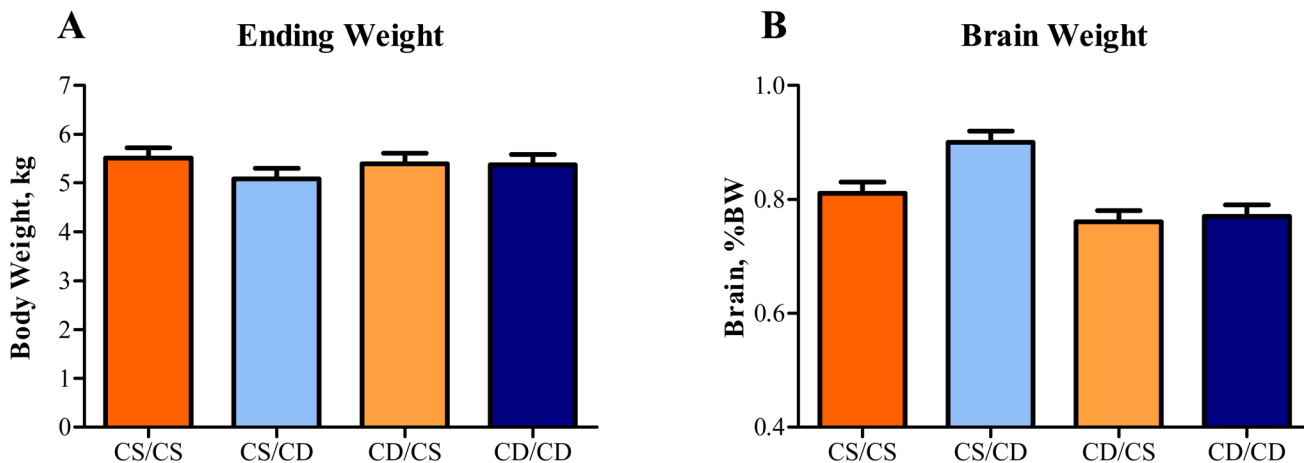 A
Ending Weight
Body Weight, kg
7
6
5
4
3
2
1
0
CS/CS CS/CD CD/CS CD/CD
B
Brain Weight
Brain, %BW
1.0
0.8
0.6
0.4
CS/CS CS/CD CD/CS CD/CD